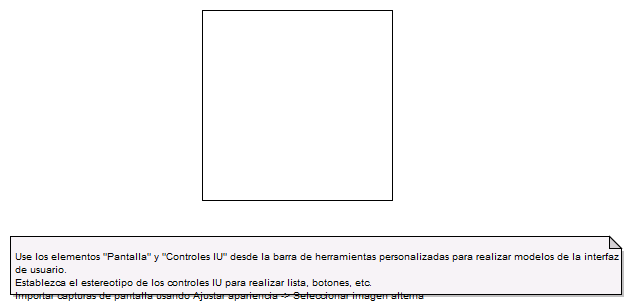 Use los elementos "Pantalla" y "Controles IU" desde la barra de herramientas personalizadas para realizar modelos de la interfaz
de usuario.
Establezca el estereotipo de los controles IU para realizar lista, botones, etc.
Importar capturas de pantalla usando Ajustar apariencia -> Seleccionar imagen alterna